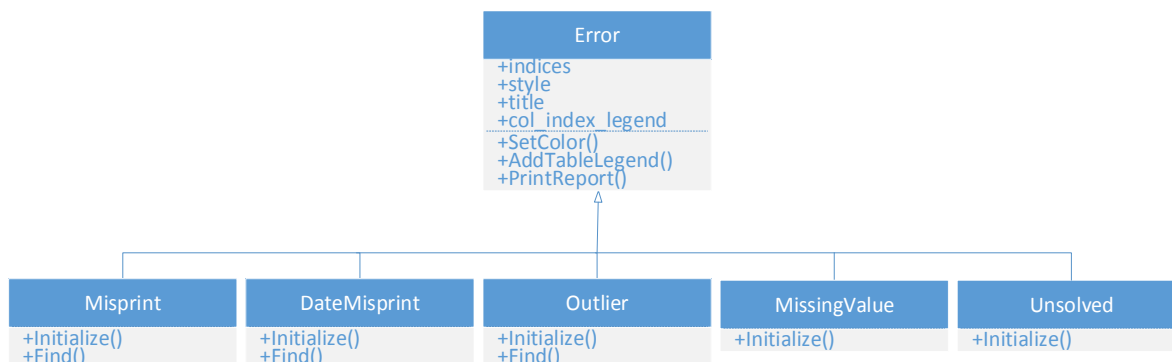 Error
+indices
+style
+title
+col_index_legend
+SetColor()
+AddTableLegend()
+PrintReport()
Misprint
+Initialize()
+Find()
DateMisprint
+Initialize()
+Find()
Outlier
+Initialize()
+Find()
MissingValue
+Initialize()
Unsolved
+Initialize()